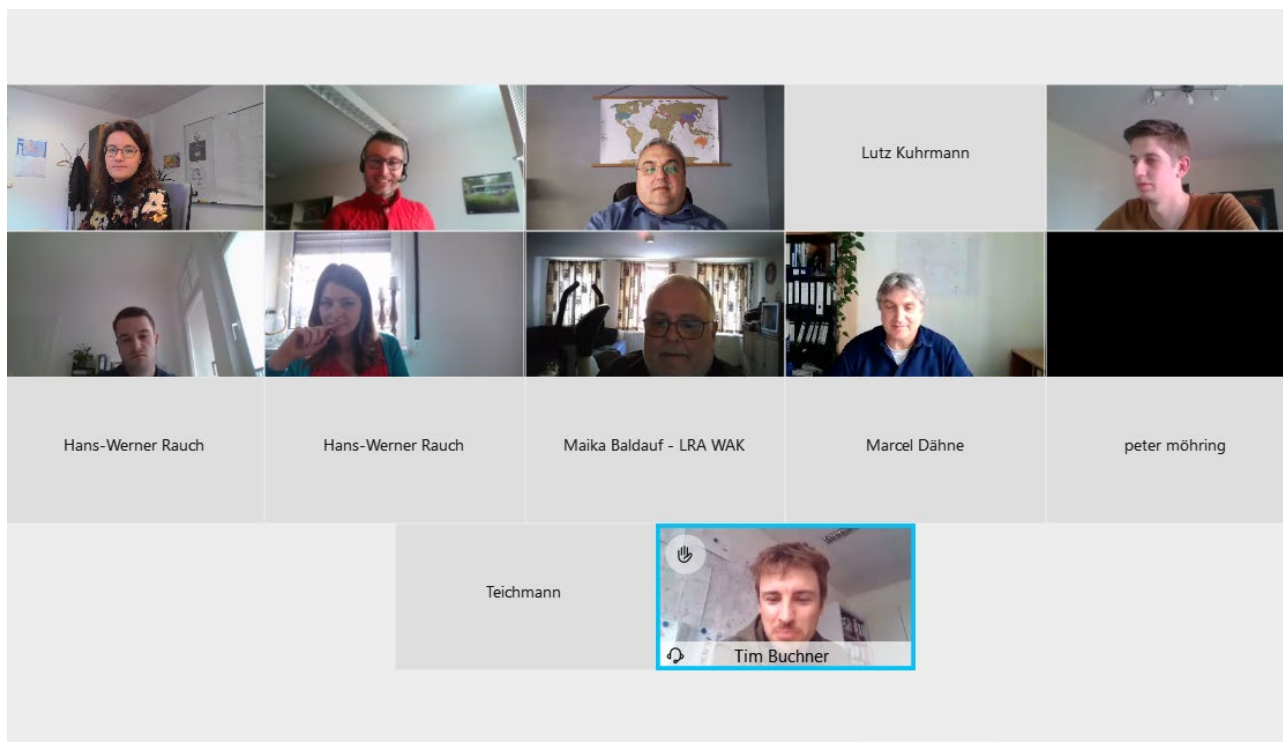 Lutz Kuhrmann
Hans-Werner Rauch
Hans-Werner Rauch
Maika Baldauf - LRA WAK
Marcel Dähne
peter möhring
Teichmann
Tim Buchner